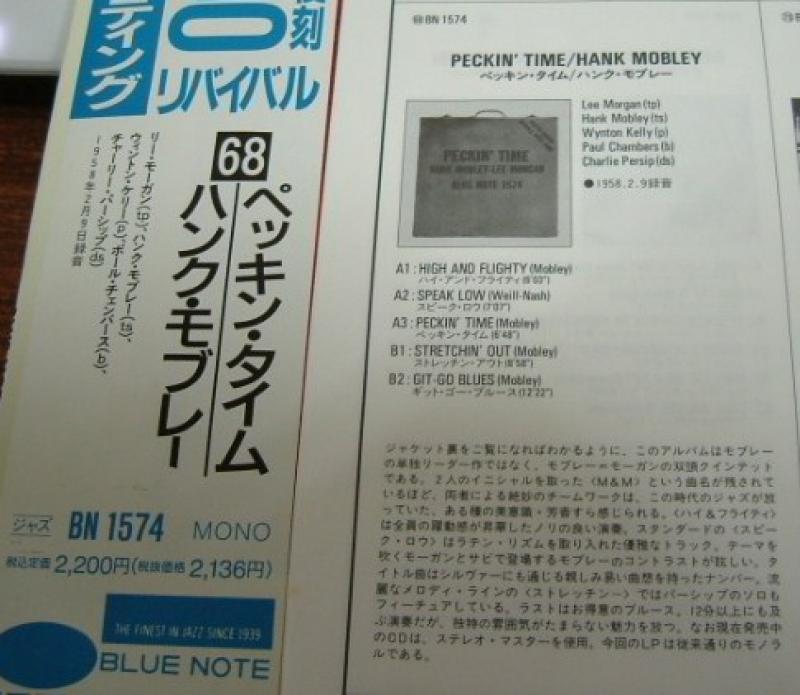 復刻
ティング
リバイバル
68
ペッキン・タイム
ハンク・モブレー
リー・モーガン(tp)、ハンク・モブレー(ts)、
ウィントン・ケリー(p)、ポール・チェンバース(b)、
チャーリー・パーシップ(ds)
1958年2月9日録音
ジャズ BN 1574 MONO
税込定価2,200円(税抜価格2,136円)
THE FINEST IN JAZZ SINCE 1939
BLUE NOTE
BN 1574
PECKIN' TIME/HANK MOBLEY
ペッキン・タイム/ハンク・モブレー
PECKIN' TIME
HANK MOBLEY-LEE MORGAN
BLUE NOTE 1574
Lee Morgan(tp)
Hank Mobley(ts)
Wynton Kelly(p)
Paul Chambers(b)
Charlie Persip(ds)
●1958.2.9録音
A1:HIGH AND FLIGHTY(Mobley)
ハイ・アンド・フライティ(6'03")
A2:SPEAK LOW(Weill-Nash)
スピーク・ロウ(7'07")
A3:PECKIN' TIME(Mobley)
ペッキン・タイム(6'48")
B1:STRETCHIN' OUT(Mobley)
ストレッチン・アウト(8'58")
B2:GIT-GO BLUES(Mobley)
ギット・ゴー・ブルース(12'22")
ジャケット裏をご覧になればわかるように、このアルバムはモブレー
の単独リーダー作ではなく、モブレー=モーガンの双頭クインテット
である。2人のイニシャルを取った〈M&M〉という曲名が残されて
いるほど、両者による絶妙のチームワークは、この時代のジャズが放
っていた、ある種の美意識・芳香すら感じられる。〈ハイ&フライティ〉
は全員の躍動感が昇華したノリの良い演奏。スタンダードの〈スピー
ク・ロウ〉はラテン・リズムを取り入れた優雅なトラック。テーマを
吹くモーガンとサビで登場するモブレーのコントラストが眩しい。タ
イトル曲はシルヴァーにも通じる親しみ易い曲想を持ったナンバー。流
麗なメロディ・ラインの〈ストレッチン〉ではパーシップのソロも
フィーチュアしている。ラストはお得意のブルース。12分以上にも及
ぶ演奏だが、独特の雰囲気がたまらない魅力を放つ。なお現在発売中
のCDは、ステレオ・マスターを使用。今回のLPは従来通りのモノラ
ルである。